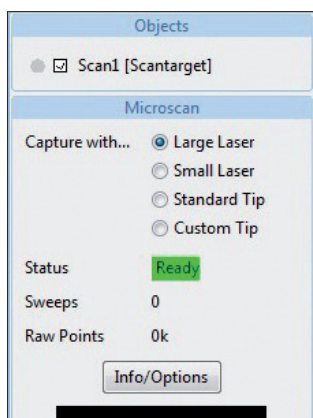 Objects
Scan1 [Scantarget]
Microscan
Capture with... Large Laser
Small Laser
Standard Tip
Custom Tip
Status Ready
Sweeps 0
Raw Points 0k
Info/Options